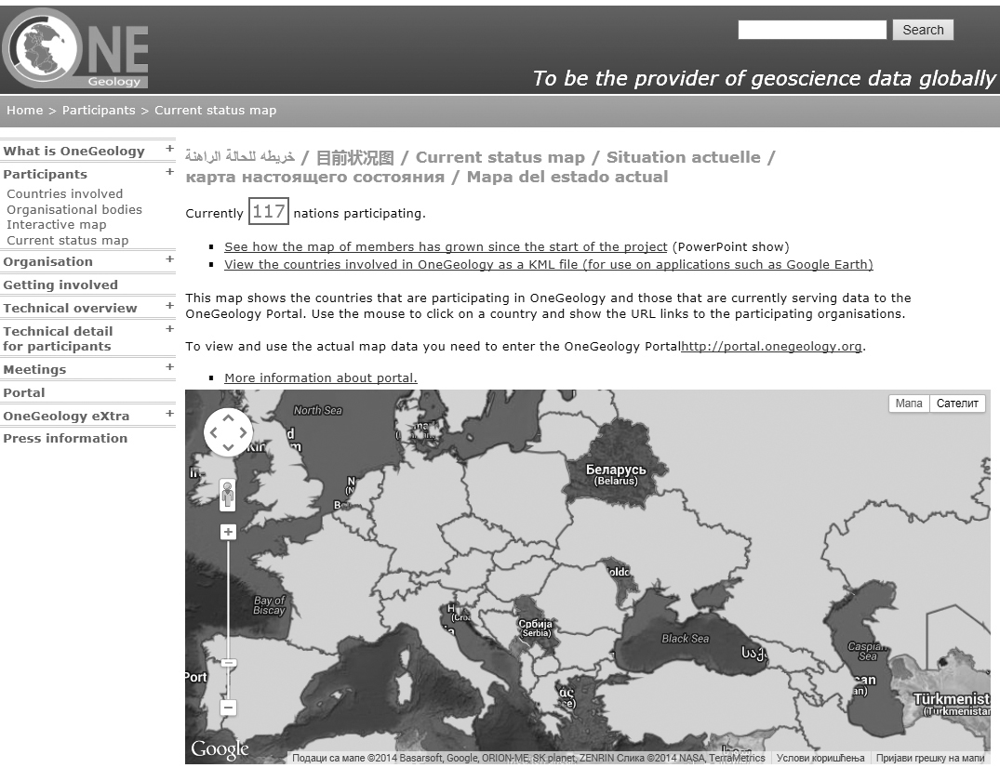 ONE
Geology
Search
To be the provider of geoscience data globally
Home > Participants > Current status map
What is OneGeology +
Participants +
Countries involved
Organisational bodies
Interactive map
Current status map
Organisation +
Getting involved
Technical overview +
Technical detail +
for participants
Meetings +
Portal
OneGeology eXtra +
Press information
خريطه للحالة الراهنة / 目前状况图 / Current status map / Situation actuelle /
карта настоящего состояния / Mapa del estado actual
Currently 117 nations participating.
See how the map of members has grown since the start of the project (PowerPoint show)
View the countries involved in OneGeology as a KML file (for use on applications such as Google Earth)
This map shows the countries that are participating in OneGeology and those that are currently serving data to the
OneGeology Portal. Use the mouse to click on a country and show the URL links to the participating organisations.
To view and use the actual map data you need to enter the OneGeology Portalhttp://portal.onegeology.org.
More information about portal.
Мапа Сателит
North Sea
Беларусь
(Belarus)
Bay of
Biscay
Србија
Serbia)
Black Sea
Caspian
Sea
Port
Türkmenist
(Turkmenistan
Google
Подаци са мапе ©2014 Basarsoft, Google, ORION-ME, SK planet, ZENRIN Слика ©2014 NASA, TerraMetrics Услови коришћења Пријави грешку на мапи